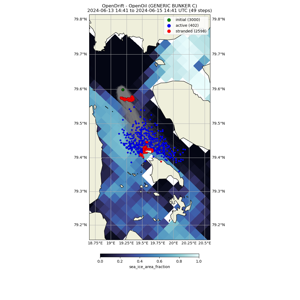 OpenDrift - OpenOil (GENERIC BUNKER C)
2024-06-13 14:41 to 2024-06-15 14:41 UTC (49 steps)
initial (3000)
active (402)
stranded (2598)
79.8°N 79.8°N
79.7°N 79.7°N
79.6°N 79.6°N
79.5°N 79.5°N
79.4°N 79.4°N
79.3°N 79.3°N
79.2°N 79.2°N
18.75°E 19°E 19.25°E 19.5°E 19.75°E 20°E 20.25°E 20.5°E
0.0 0.2 0.4 0.6 0.8 1.0
sea_ice_area_fraction